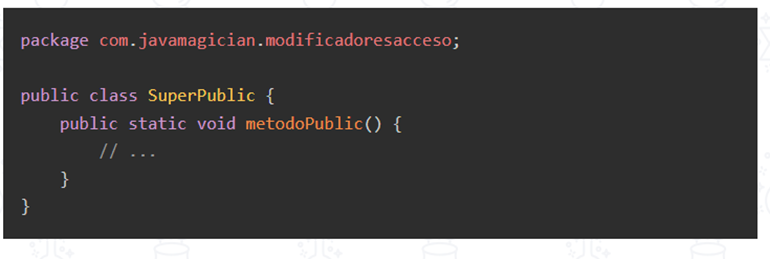 package com.javamagician.modificadoresacceso;
public class SuperPublic {
public static void metodoPublic() {
// ...
}
}